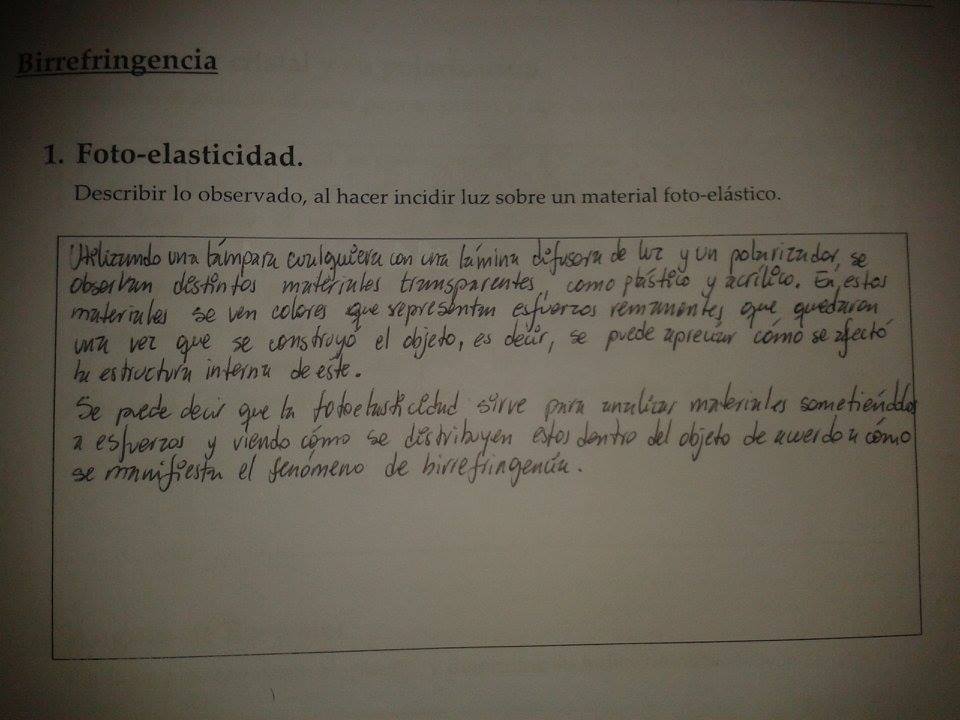 Birrefringencia
1. Foto-elasticidad.
Describir lo observado, al hacer incidir luz sobre un material foto-elástico.
Utilizando una lámpara cualquiera con una lámina difusora de luz y un polarizador, se
observan distintos materiales transparentes, como plástico y acrílico. En estos
materiales se ven colores que representan esfuerzos remanentes que quedaron
una vez que se construyó el objeto, es decir, se puede apreciar cómo se afectó
la estructura interna de éste.
Se puede decir que la fotoelasticidad sirve para analizar materiales sometiéndolos
a esfuerzos y viendo cómo se distribuyen estos dentro del objeto de acuerdo a cómo
se manifiesta el fenómeno de birrefringencia.